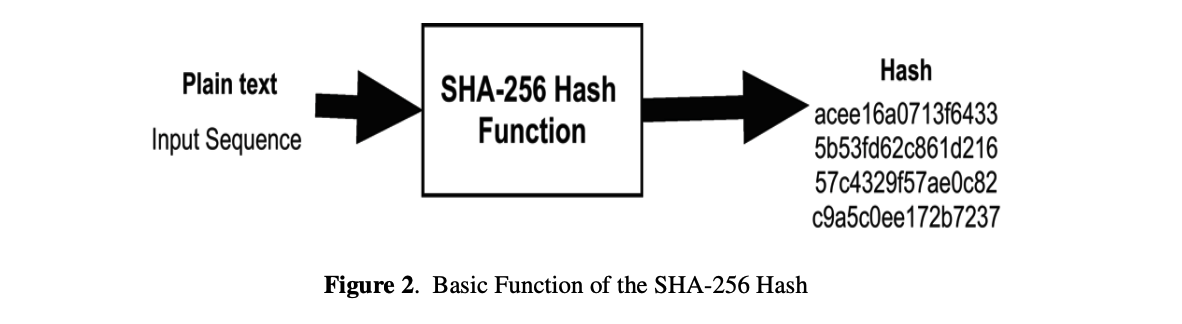 Plain text
Input Sequence
SHA-256 Hash
Function
Hash
acee16a0713f6433
5b53fd62c861d216
57c4329f57ae0c82
c9a5c0ee172b7237
Figure 2. Basic Function of the SHA-256 Hash